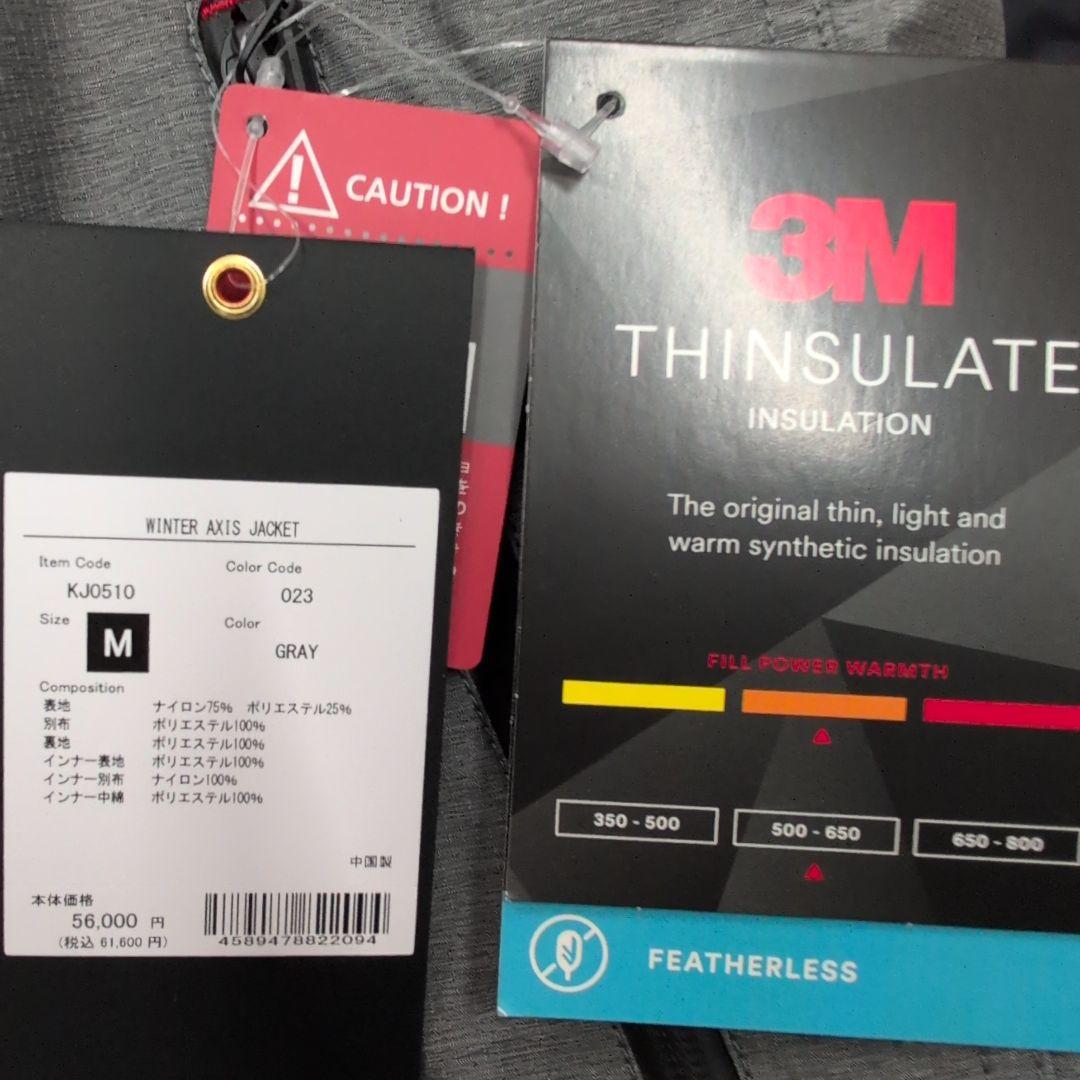 CAUTION !
WINTER AXIS JACKET
Item Code
Color Code
KJ0510
023
Size
Color
M
GRAY
Composition
表地 ナイロン75% ポリエステル25%
別布 ポリエステル100%
裏地 ポリエステル100%
インナー表地 ポリエステル100%
インナー別布 ナイロン100%
インナー中綿 ポリエステル100%
中国製
本体価格
56,000 円
(税込 61,600 円)
4589478822094
3M
THINSULATE
INSULATION
The original thin, light and
warm synthetic insulation
FILL POWER WARMTH
350 - 500
500 - 650
650 - 800
FEATHERLESS